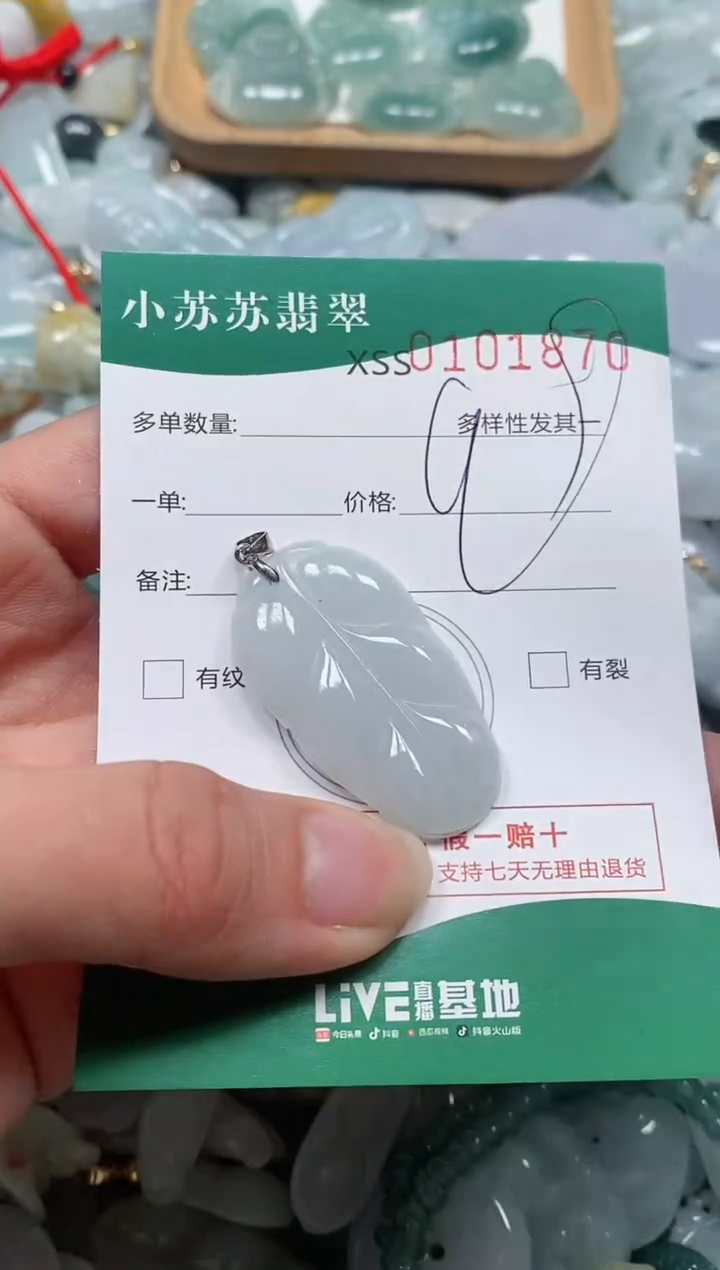 小苏苏翡翠
XSS0101870
多单数量:
多样性发其一
一单:
价格:
备注:
有纹
有裂
假一赔十
支持七天无理由退货
LiVE直播基地
今日头条 抖音 西瓜视频 抖音火山版